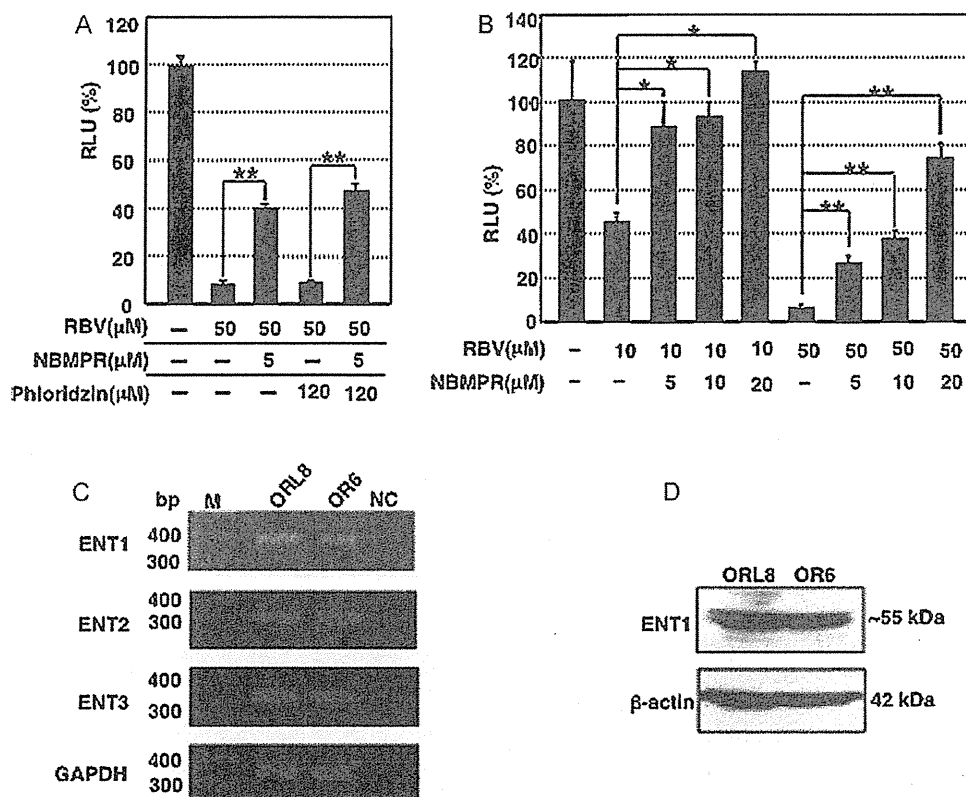 A
120
100
80
60
40
20
0
RLU (%)
**
**
RBV(μM) – 50 50 50 50
NBMPR(μM) – – 5 – 5
Phloridzin(μM) – – – 120 120
B
140
120
100
80
60
40
20
0
RLU (%)
*
*
*
**
**
**
RBV(μM) – 10 10 10 10 50 50 50 50
NBMPR(μM) – – 5 10 20 – 5 10 20
C
bp M ORL8 OR6 NC
ENT1 400
300
ENT2 400
300
ENT3 400
300
GAPDH 400
300
D
ORL8 OR6
ENT1 ~55 kDa
β-actin 42 kDa